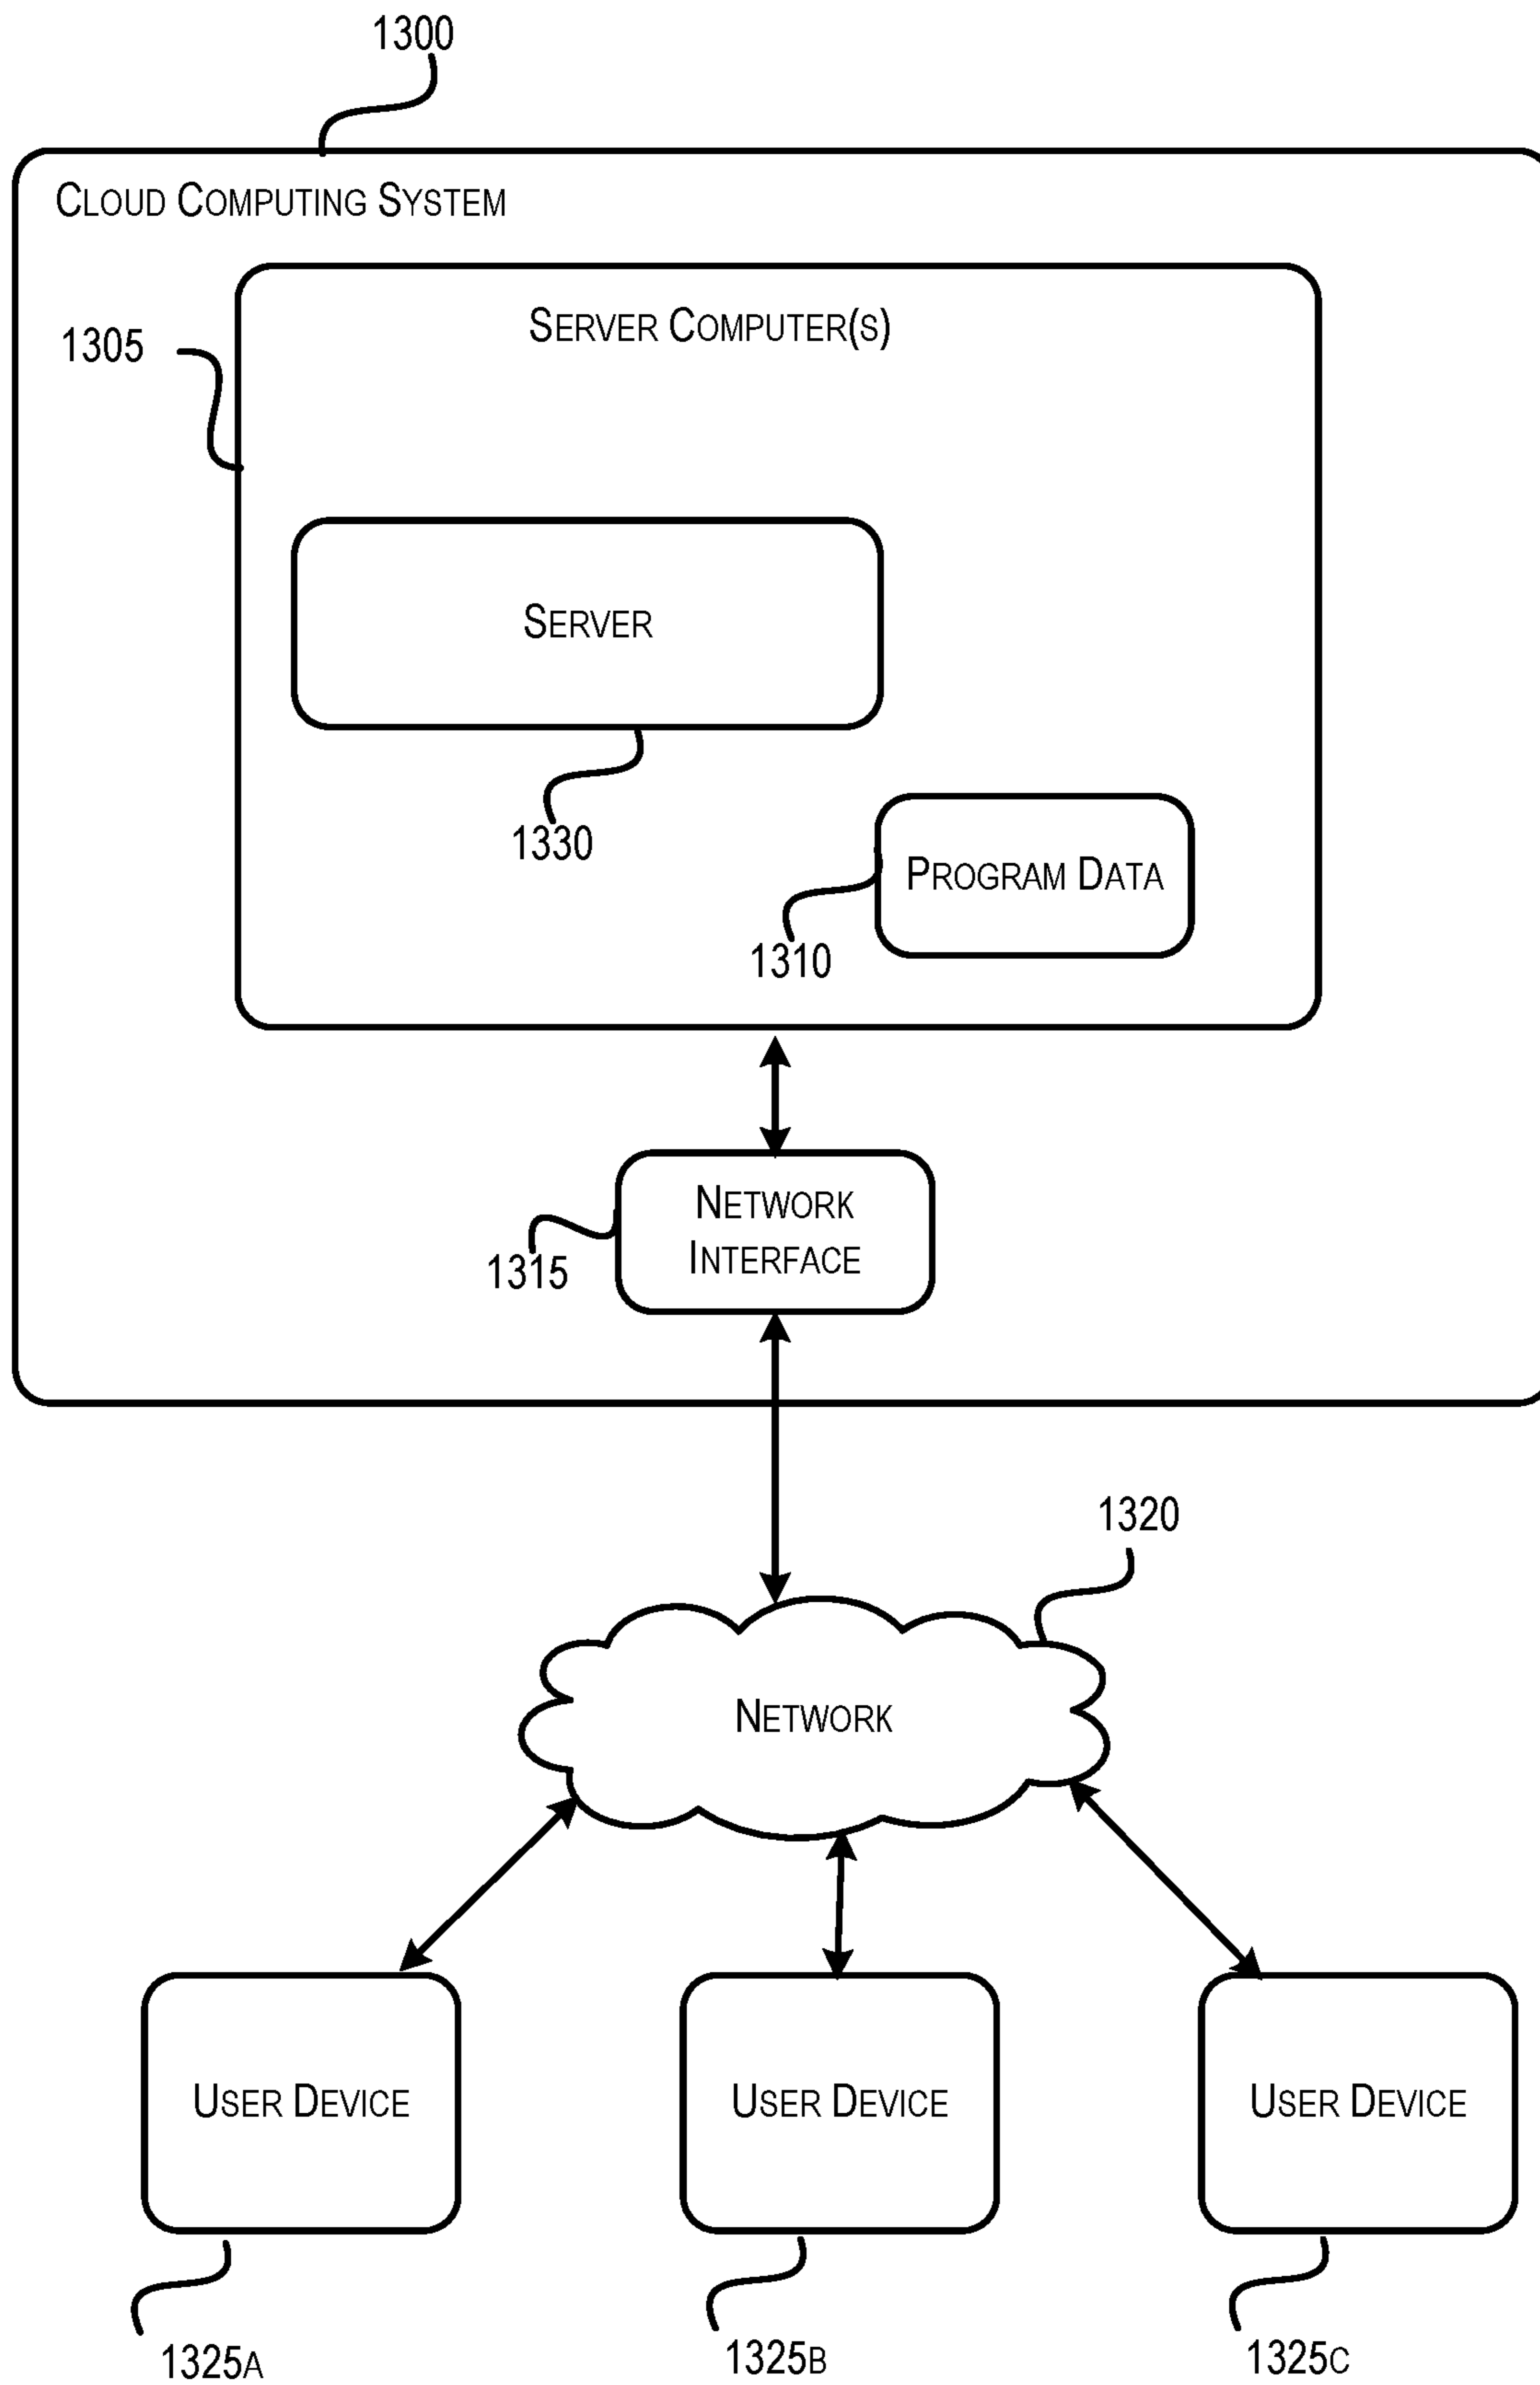 1300
Cloud Computing System
1305
Server Computer(s)
Server
1330
Program Data
1310
Network
Interface
1315
1320
Network
User Device
User Device
User Device
1325A
1325B
1325C